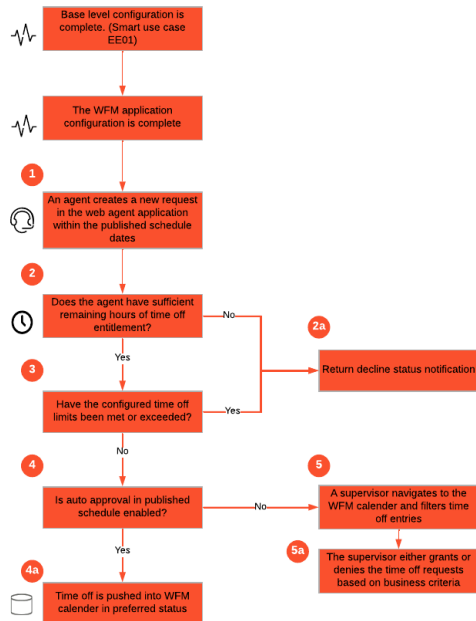 Base level configuration is
complete. (Smart use case
EE01)
The WFM application
configuration is complete
1
An agent creates a new request
in the web agent application
within the published schedule
dates
2
Does the agent have sufficient
remaining hours of time off
entitlement?
No
2a
Return decline status notification
Yes
3
Have the configured time off
limits been met or exceeded?
Yes
No
4
Is auto approval in published
schedule enabled?
No
5
A supervisor navigates to the
WFM calender and filters time
off entries
Yes
5a
The supervisor either grants or
denies the time off requests
based on business criteria
4a
Time off is pushed into WFM
calender in preferred status